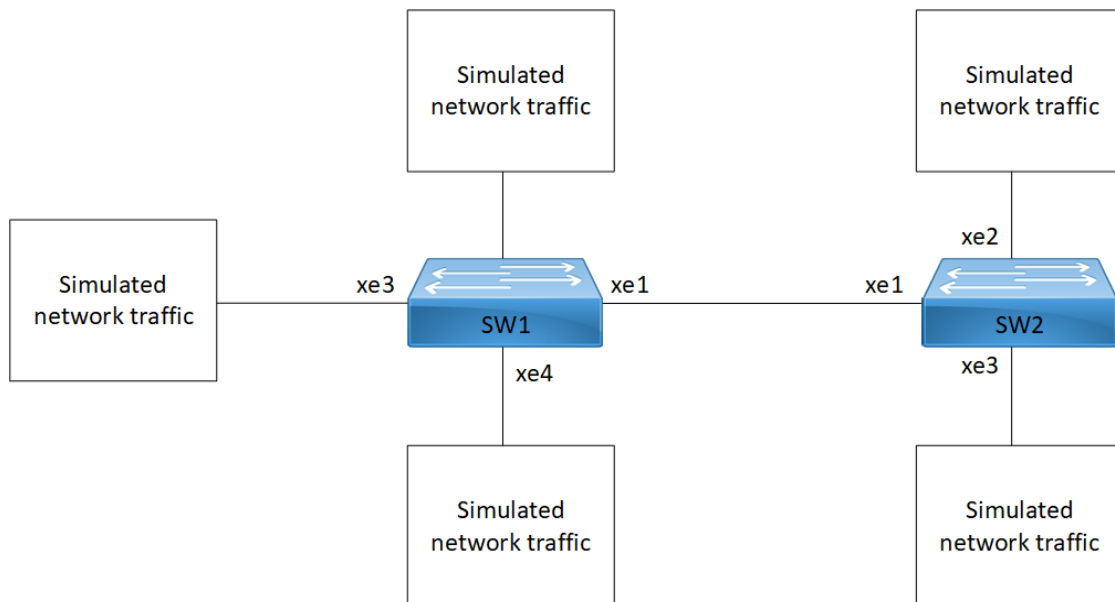 Simulated
network traffic
Simulated
network traffic
xe2
Simulated
network traffic
xe3
xe1
xe1
SW1
SW2
xe4
xe3
Simulated
network traffic
Simulated
network traffic